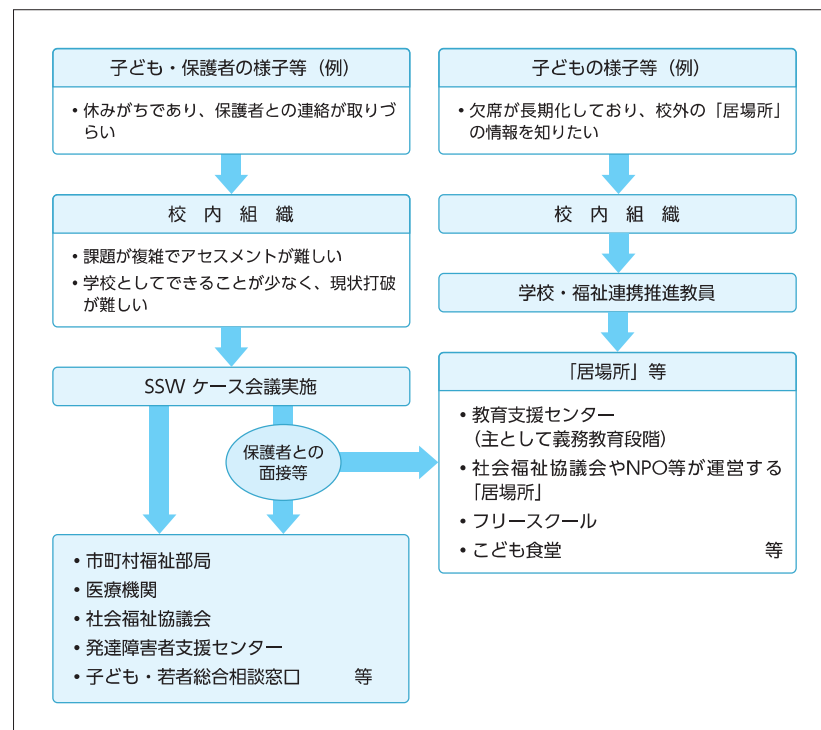 子ども・保護者の様子等（例）
・休みがちであり、保護者との連絡が取りづ
らい
校内組織
・課題が複雑でアセスメントが難しい
・学校としてできることが少なく、現状打破
が難しい
SSW ケース会議実施
保護者との
面接等
・市町村福祉部局
・医療機関
・社会福祉協議会
・発達障害者支援センター
・子ども・若者総合相談窓口 等
子どもの様子等（例）
・欠席が長期化しており、校外の「居場所」
の情報を知りたい
校内組織
学校・福祉連携推進教員
「居場所」等
・教育支援センター
（主として義務教育段階）
・社会福祉協議会やNPO等が運営する
「居場所」
・フリースクール
・こども食堂 等